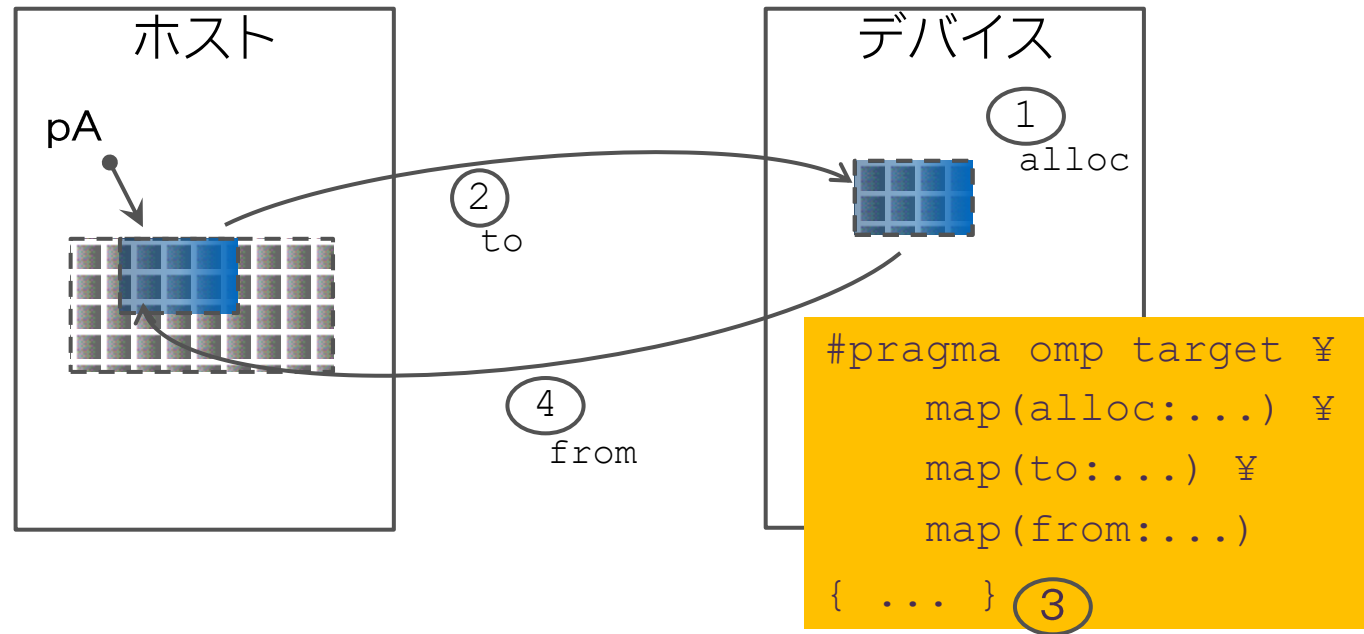 ホスト
デバイス
pA
1
alloc
2
to
4
from
#pragma omp target ¥
map(alloc:...) ¥
map(to:...) ¥
map(from:...)
{ ... } 3